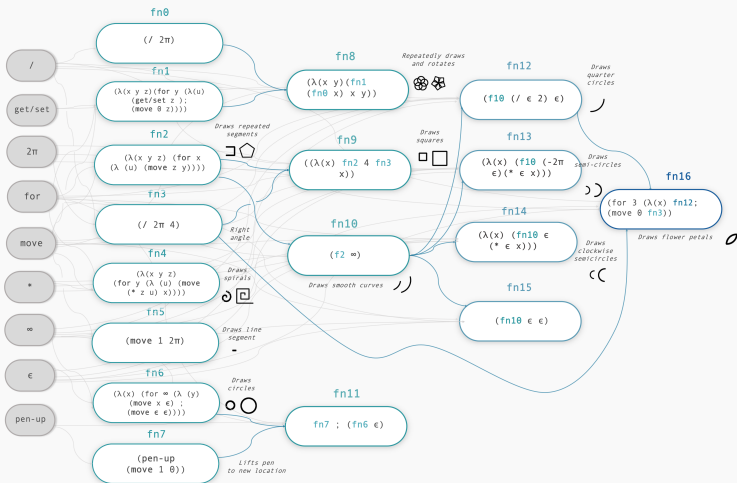 /
get/set
2π
for
move
*
∞
ϵ
pen-up
fn0
(/ 2π)
fn1
(λ(x y z)(for y (λ(u)
(get/set z );
(move 0 z))))
Draws repeated
segments
fn2
(λ(x y z) (for x
(λ (u) (move z y))))
fn3
(/ 2π 4)
Right
angle
fn4
(λ(x y z)
(for y (λ (u) (move
(* z u) x))))
Draws
spirals
fn5
(move 1 2π)
Draws line
segment
fn6
(λ(x) (for ∞ (λ (y)
(move x ϵ) ;
(move ϵ ϵ))))
Draws
circles
fn7
(pen-up
(move 1 0))
Lifts pen
to new location
fn8
(λ(x y)(fn1
(fn0 x) x y))
Repeatedly draws
and rotates
fn9
((λ(x) fn2 4 fn3
x))
Draws
squares
fn10
(f2 ∞)
Draws smooth curves
fn11
fn7 ; (fn6 ϵ)
fn12
(f10 (/ ϵ 2) ϵ)
Draws
quarter
circles
fn13
(λ(x) (f10 (-2π
ϵ)(* ϵ x)))
Draws
semi-circles
fn14
(λ(x) (fn10 ϵ
(* ϵ x)))
Draws
clockwise
semicircles
fn15
(fn10 ϵ ϵ)
fn16
(for 3 (λ(x) fn12;
(move 0 fn3))
Draws flower petals